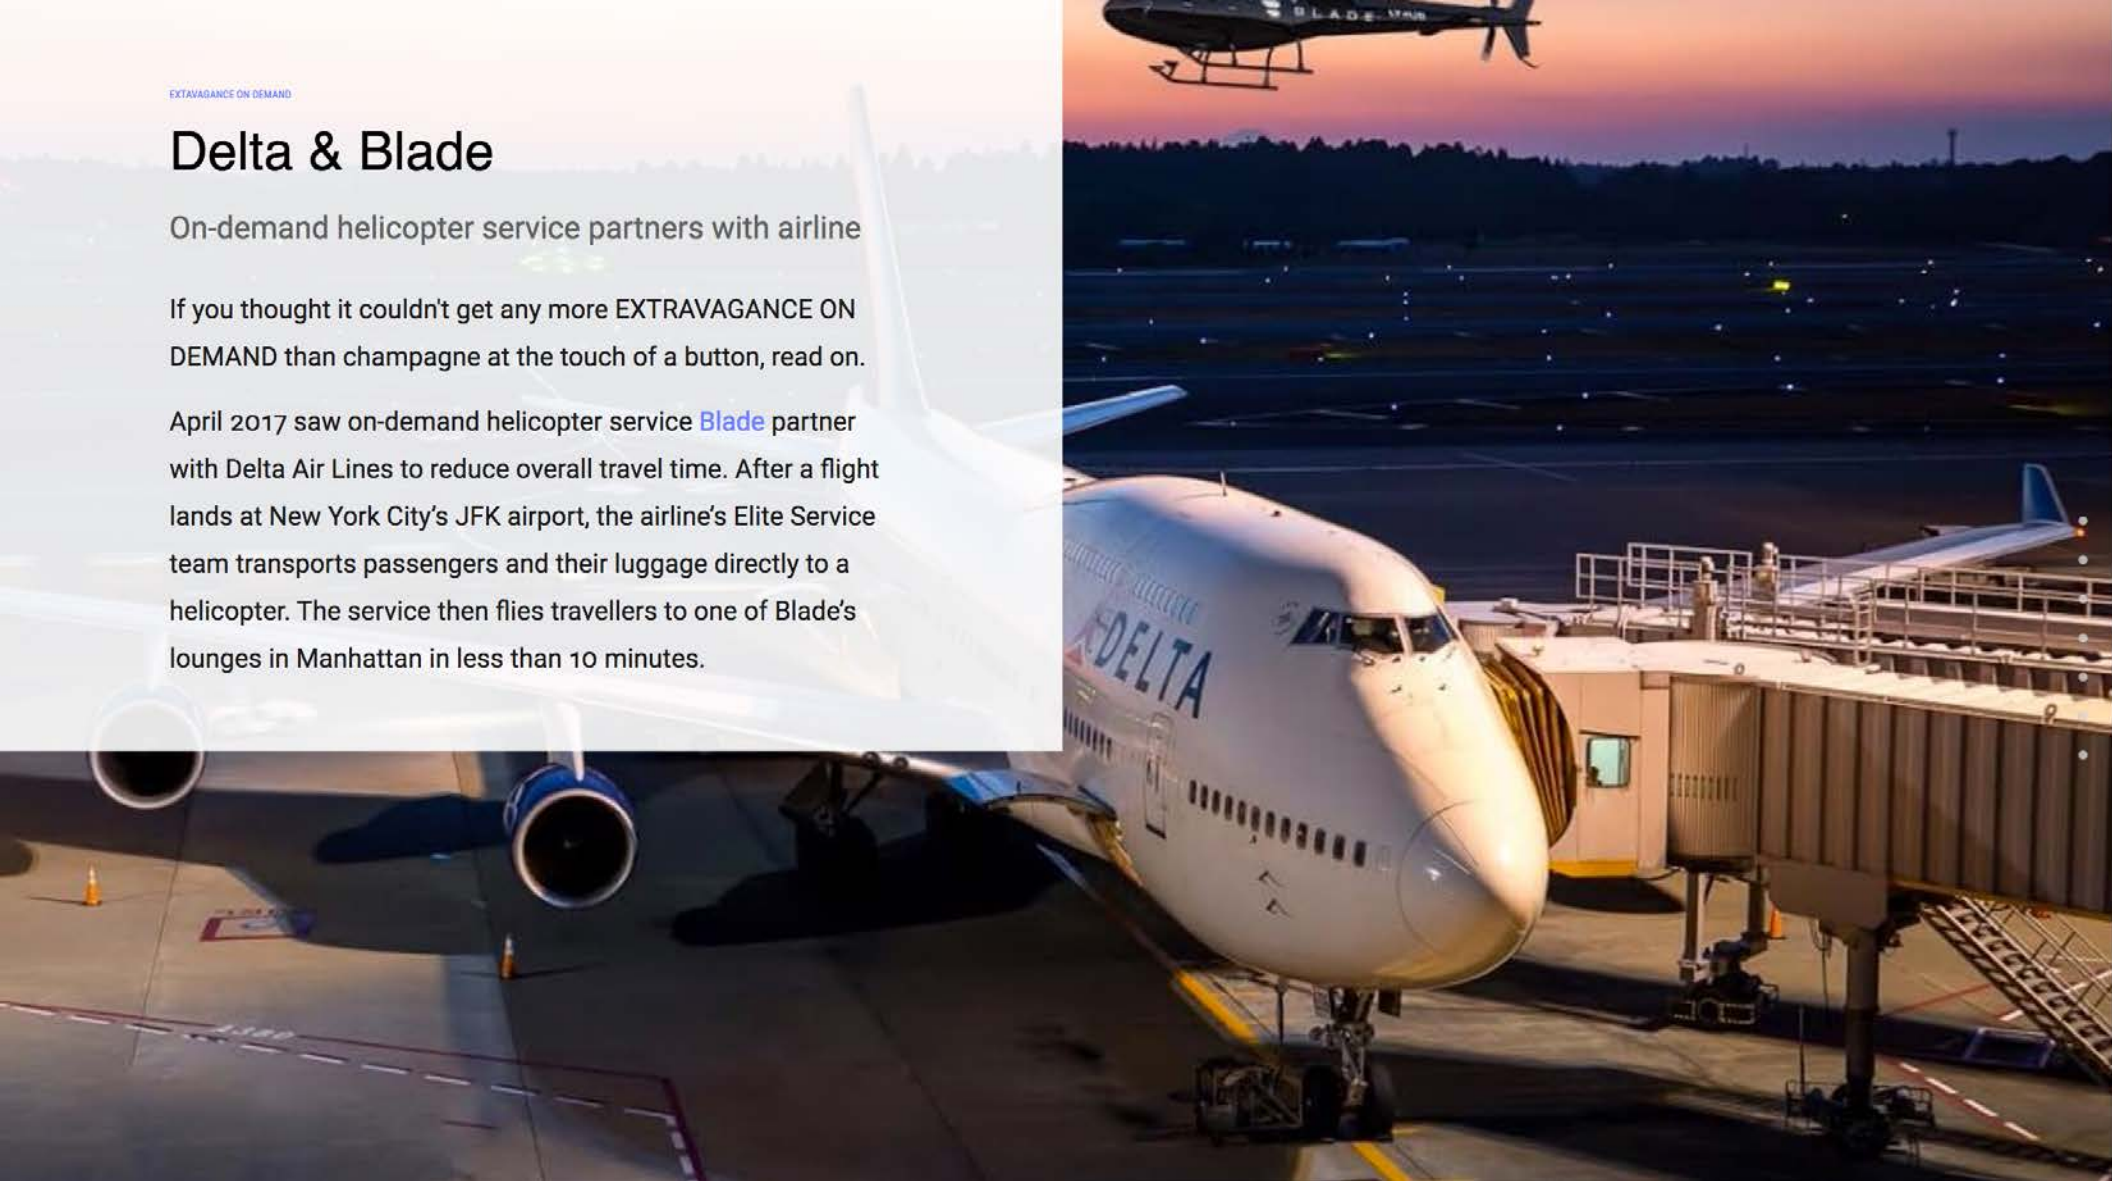 BLADE
EXTAVAGANCE ON DEMAND
Delta & Blade
On-demand helicopter service partners with airline
If you thought it couldn't get any more EXTRAVAGANCE ON
DEMAND than champagne at the touch of a button, read on.
April 2017 saw on-demand helicopter service Blade partner
with Delta Air Lines to reduce overall travel time. After a flight
lands at New York City’s JFK airport, the airline’s Elite Service
team transports passengers and their luggage directly to a
helicopter. The service then flies travellers to one of Blade’s
lounges in Manhattan in less than 10 minutes.
DELTA